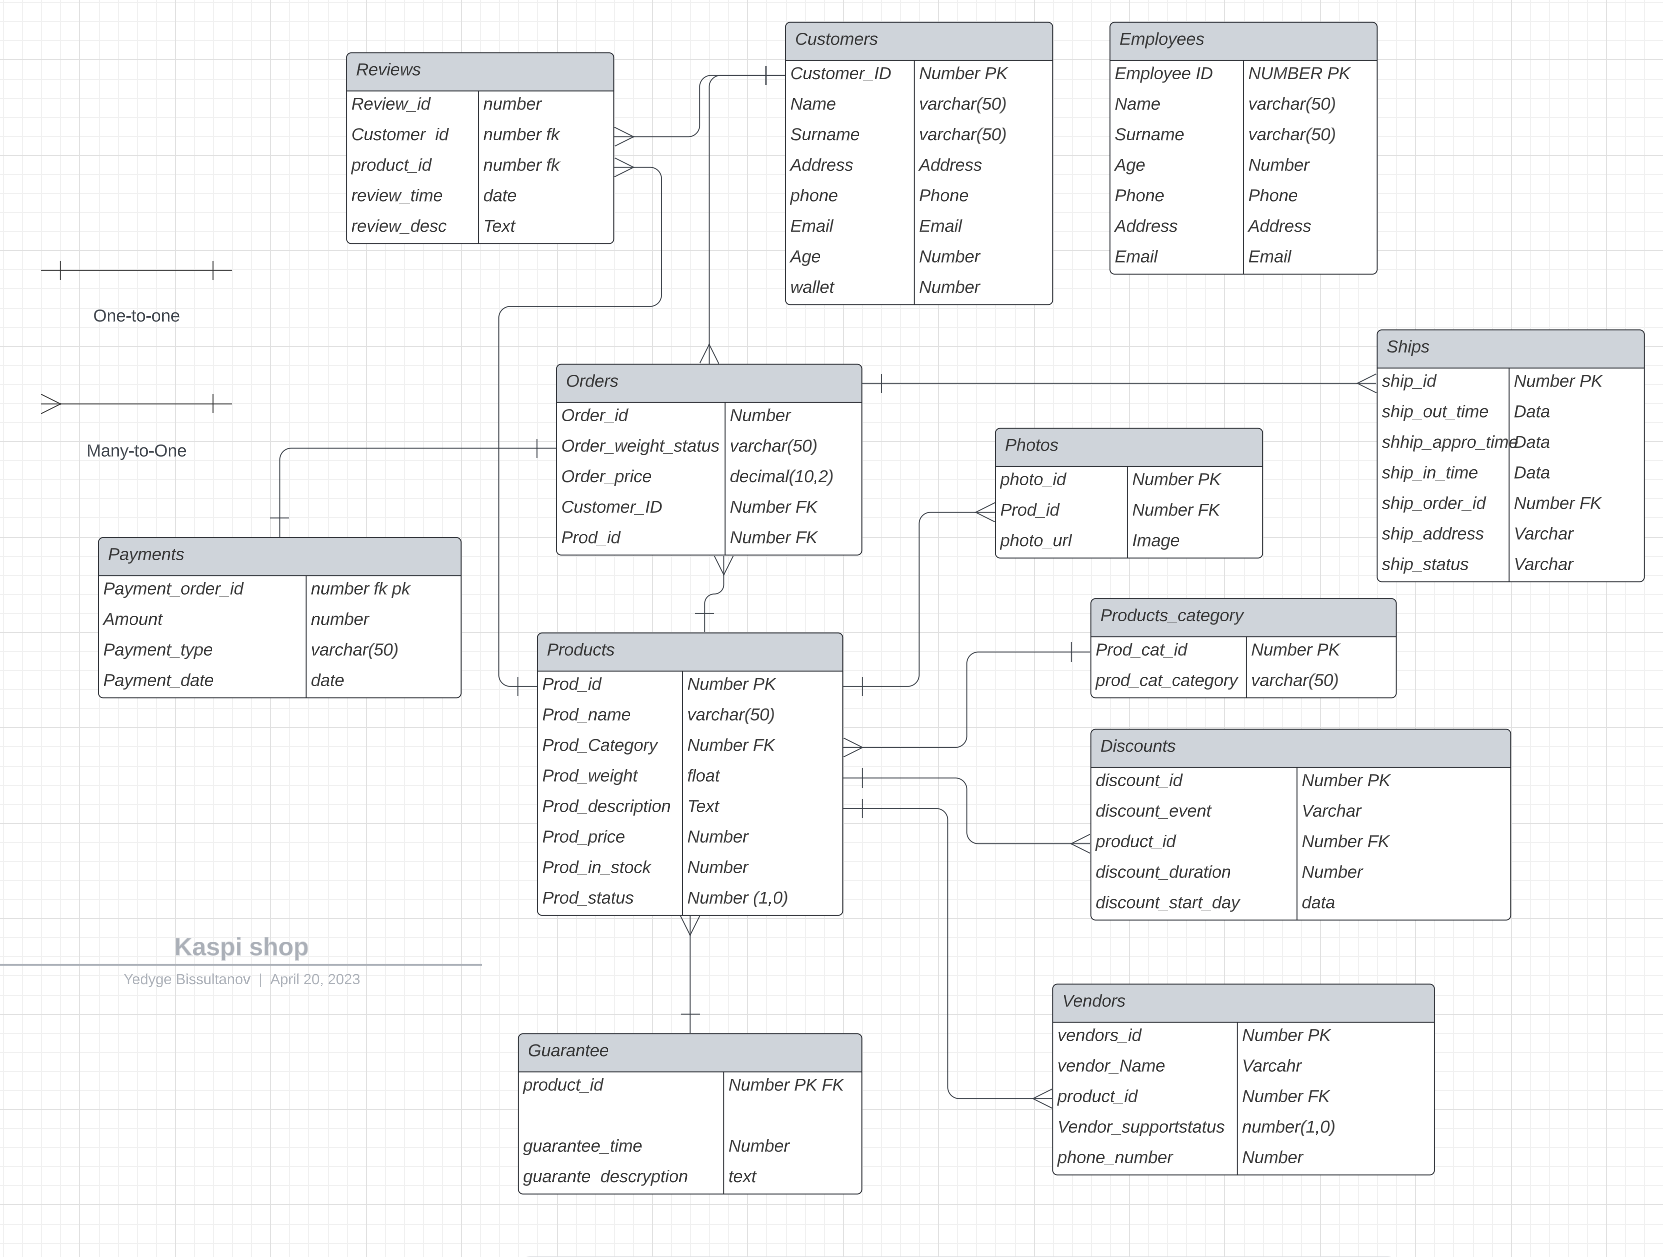 Customers
Customer_ID Number PK
Name varchar(50)
Surname varchar(50)
Address Address
phone Phone
Email Email
Age Number
wallet Number
Employees
Employee ID NUMBER PK
Name varchar(50)
Surname varchar(50)
Age Number
Phone Phone
Address Address
Email Email
Reviews
Review_id number
Customer id number fk
product_id number fk
review_time date
review_desc Text
One-to-one
Many-to-One
Orders
Order_id Number
Order_weight_status varchar(50)
Order_price decimal(10,2)
Customer_ID Number FK
Prod_id Number FK
Ships
ship_id Number PK
ship_out_time Data
shhip_appro_time Data
ship_in_time Data
ship_order_id Number FK
ship_address Varchar
ship_status Varchar
Photos
photo_id Number PK
Prod_id Number FK
photo_url Image
Payments
Payment_order_id number fk pk
Amount number
Payment_type varchar(50)
Payment_date date
Products
Prod_id Number PK
Prod_name varchar(50)
Prod_Category Number FK
Prod_weight float
Prod_description Text
Prod_price Number
Prod_in_stock Number
Prod_status Number (1,0)
Products_category
Prod_cat_id Number PK
prod_cat_category varchar(50)
Discounts
discount_id Number PK
discount_event Varchar
product_id Number FK
discount_duration Number
discount_start_day data
Kaspi shop
Yedyge Bissultanov | April 20, 2023
Vendors
vendors_id Number PK
vendor_Name Varcahr
product_id Number FK
Vendor_supportstatus number(1,0)
phone_number Number
Guarantee
product_id Number PK FK
guarantee_time Number
guarante descryption text